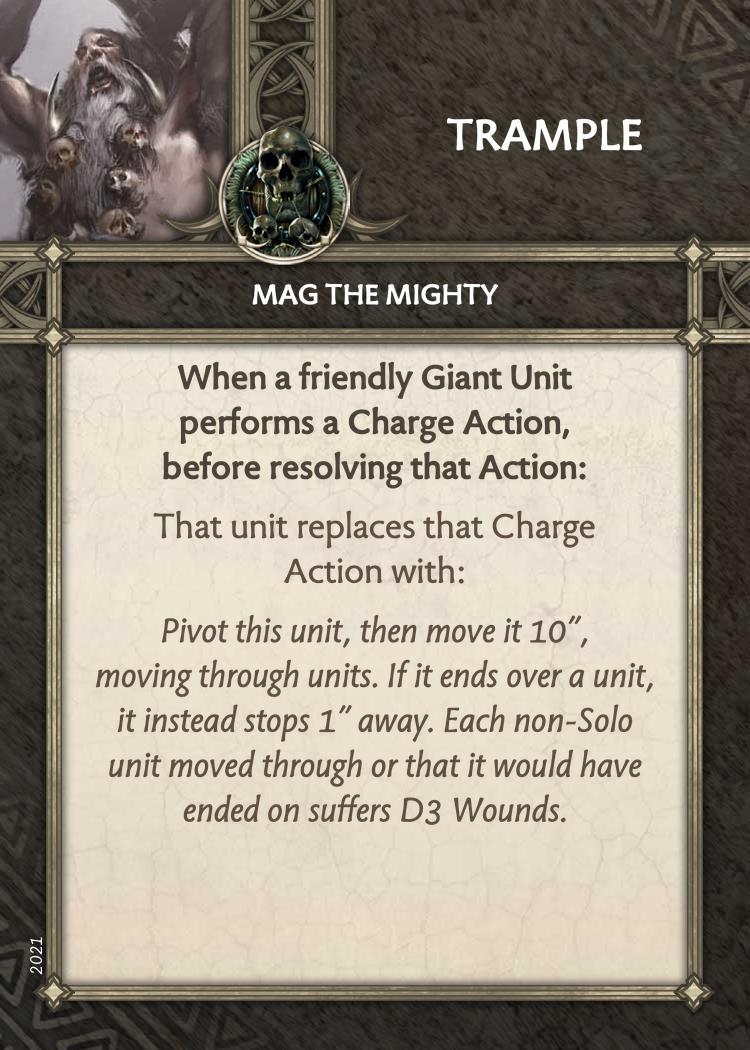 TRAMPLE
MAG THE MIGHTY
When a friendly Giant Unit
performs a Charge Action,
before resolving that Action:
That unit replaces that Charge
Action with:
Pivot this unit, then move it 10”,
moving through units. If it ends over a unit,
it instead stops 1” away. Each non-Solo
unit moved through or that it would have
ended on suffers D3 Wounds.
2021